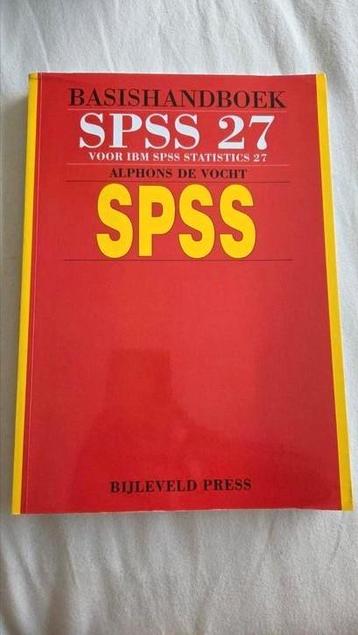 BASISHANDBOEK
SPSS 27
VOOR IBM SPSS STATISTICS 27
ALPHONS DE VOCHT
SPSS
BIJLEVELD PRESS